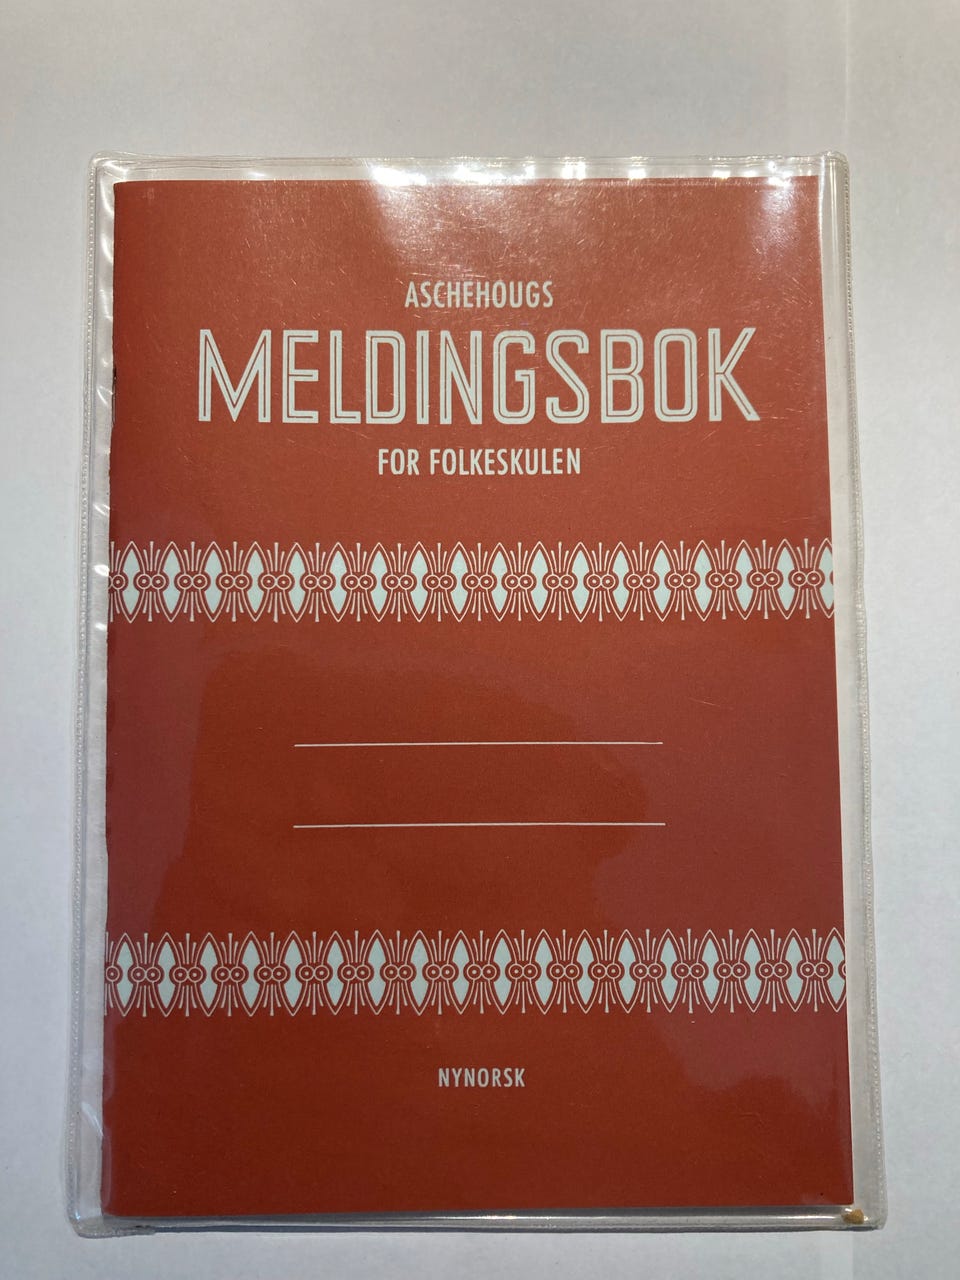 ASCHEHOUGS
MELDINGSBOK
FOR FOLKESKULEN
NYNORSK